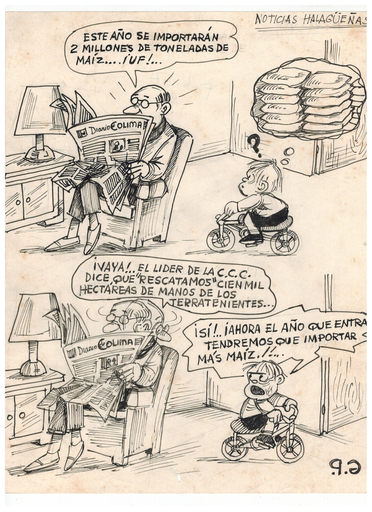 NOTICIAS HALAGÜEÑAS
ESTE AÑO SE IMPORTARÁN
2 MILLONES DE TONELADAS DE
MAÍZ....¡UF!...
Diario COLIMA
?
¡VAYA!.. EL LIDER DE LA C.C.C.
DICE QUE "RESCATAMOS" CIEN MIL
HECTAREAS DE MANOS DE LOS
TERRATENIENTES...
Diario COLIMA
¡SÍ!..¡AHORA EL AÑO QUE ENTRA
TENDREMOS QUE IMPORTAR
MÁS MAÍZ.!....